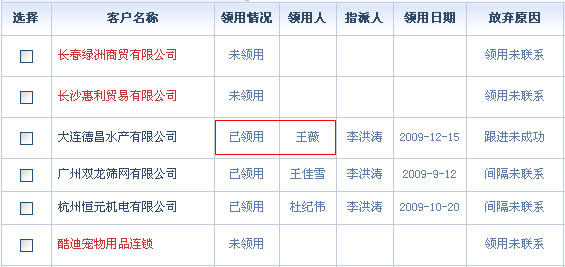 选择 客户名称 领用情况 领用人 指派人 领用日期 放弃原因
长春绿洲商贸有限公司 未领用 领用未联系
长沙惠利贸易有限公司 未领用 领用未联系
大连德昌水产有限公司 已领用 王薇 李洪涛 2009-12-15 跟进未成功
广州双龙筛网有限公司 已领用 王佳雪 李洪涛 2009-9-12 间隔未联系
杭州恒元机电有限公司 已领用 杜纪伟 李洪涛 2009-10-20 间隔未联系
酷迪宠物用品连锁 未领用 领用未联系